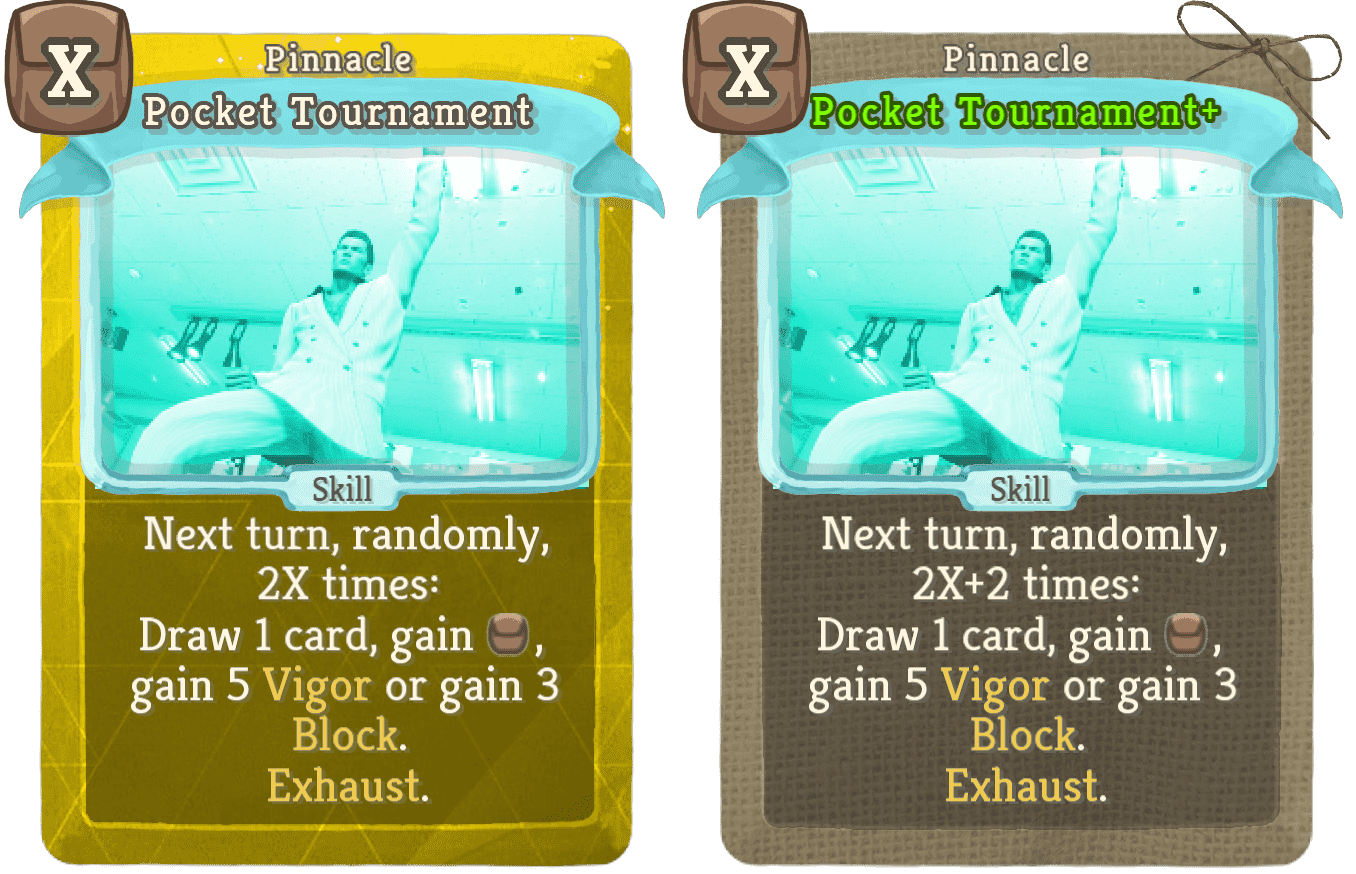 X
Pinnacle
Pocket Tournament
Skill
Next turn, randomly,
2X times:
Draw 1 card, gain ,
gain 5 Vigor or gain 3
Block.
Exhaust.
X
Pinnacle
Pocket Tournament+
Skill
Next turn, randomly,
2X+2 times:
Draw 1 card, gain ,
gain 5 Vigor or gain 3
Block.
Exhaust.